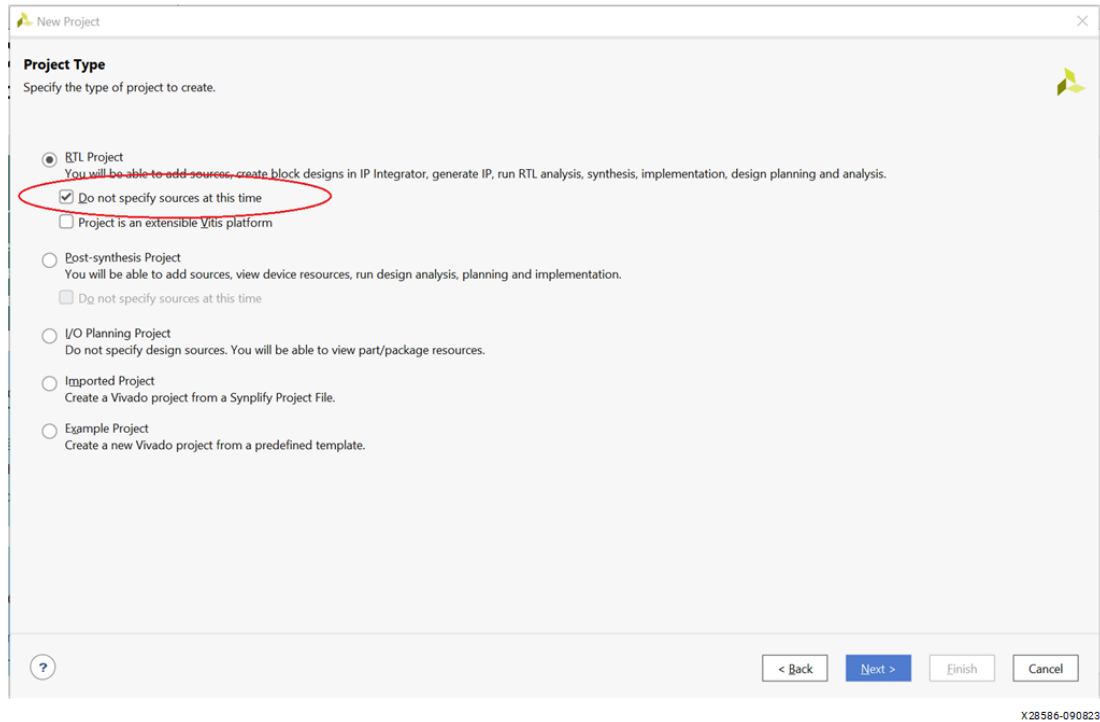 New Project
Project Type
Specify the type of project to create.
RTL Project
You will be able to add sources, create block designs in IP Integrator, generate IP, run RTL analysis, synthesis, implementation, design planning and analysis.
Do not specify sources at this time
Project is an extensible Vitis platform
Post-synthesis Project
You will be able to add sources, view device resources, run design analysis, planning and implementation.
Do not specify sources at this time
I/O Planning Project
Do not specify design sources. You will be able to view part/package resources.
Imported Project
Create a Vivado project from a Synplify Project File.
Example Project
Create a new Vivado project from a predefined template.
?
< Back
Next >
Finish
Cancel
X28586-090823